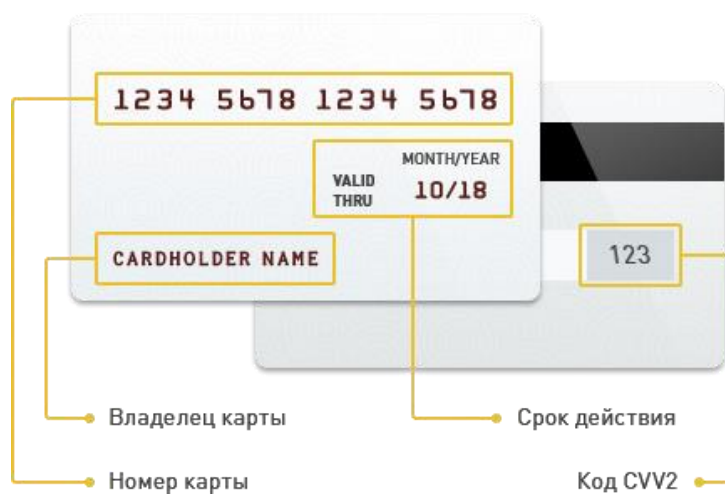 1234 5678 1234 5678
MONTH/YEAR
VALID THRU 10/18
CARDHOLDER NAME
123
Владелец карты
Срок действия
Номер карты
Код CVV2